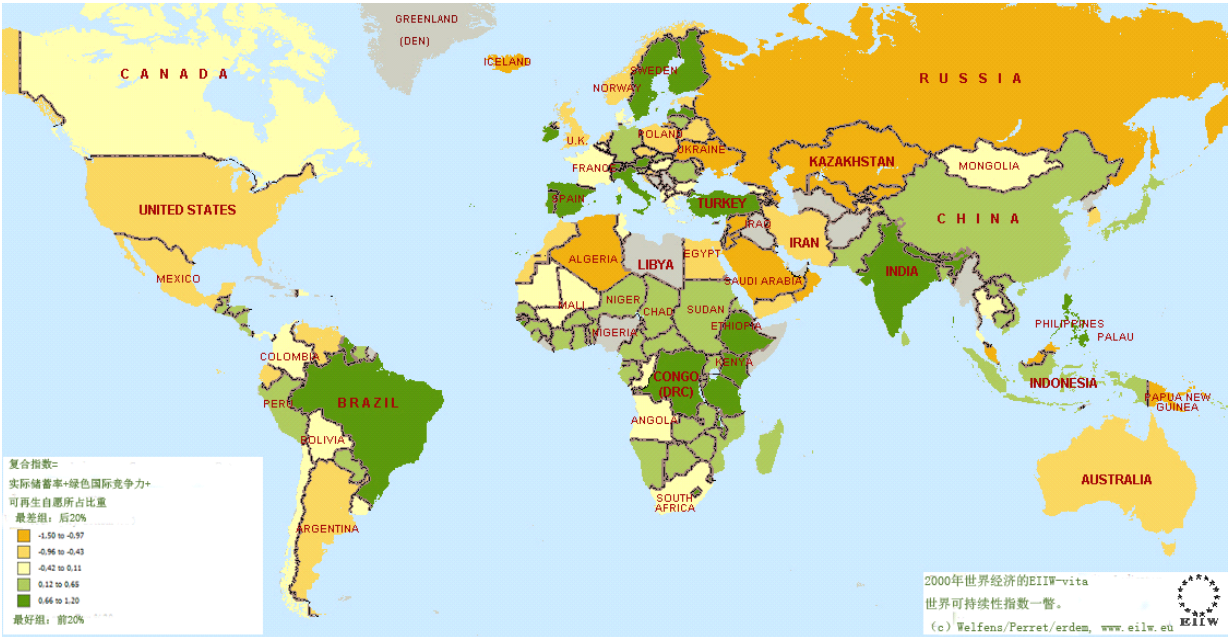 GREENLAND
(DEN)
ICELAND
CANADA
SWEDEN
NORWAY
RUSSIA
U.K.
POLAND
UKRAINE
FRANCE
KAZAKHSTAN
MONGOLIA
SPAIN
TURKEY
UNITED STATES
CHINA
IRAQ
IRAN
ALGERIA
LIBYA
EGYPT
INDIA
MEXICO
SAUDI ARABIA
MALI
NIGER
CHAD
SUDAN
NIGERIA
ETHIOPIA
PHILIPPINES
PALAU
COLOMBIA
KENYA
CONGO
(DRC)
INDONESIA
PERU
BRAZIL
PAPUA NEW
GUINEA
ANGOLA
BOLIVIA
AUSTRALIA
SOUTH
AFRICA
ARGENTINA
复合指数=
实际储蓄率+绿色国际竞争力+
可再生自愿所占比重
最差组：后20%
-1.50 to -0.97
-0.96 to -0.43
-0.42 to 0.11
0.12 to 0.65
0.66 to 1.20
最好组：前20%
2000年世界经济的EIIW-vita
世界可持续性指数一瞥。
(c) Welfens/Perret/erdem, www.eiiw.eu
EIIW